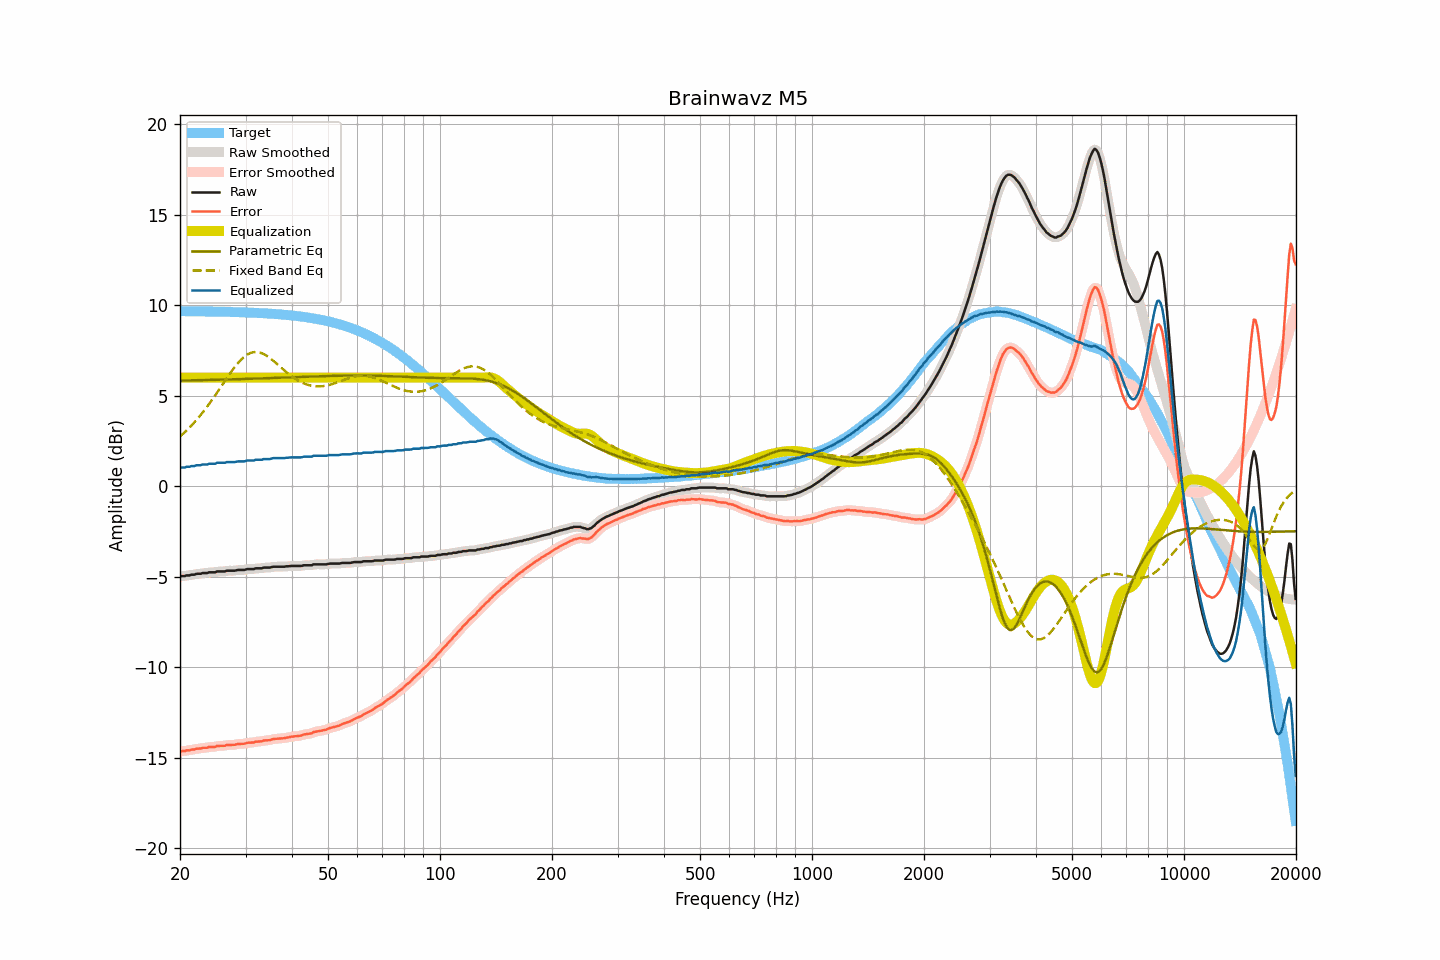 Brainwavz M5
20
15
10
5
0
−5
−10
−15
−20
Amplitude (dBr)
Target
Raw Smoothed
Error Smoothed
Raw
Error
Equalization
Parametric Eq
Fixed Band Eq
Equalized
20 50 100 200 500 1000 2000 5000 10000 20000
Frequency (Hz)